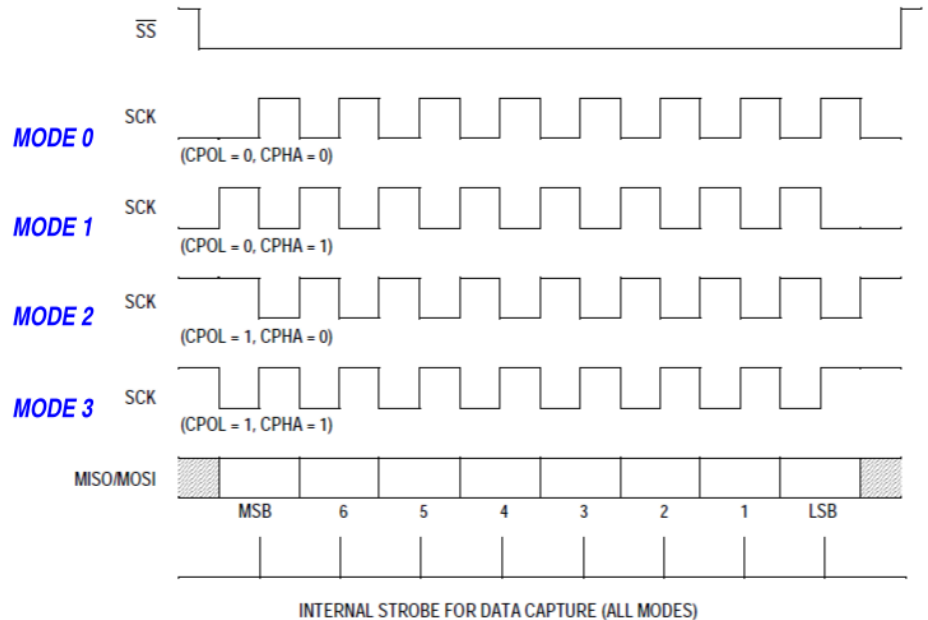 SS
SCK
MODE 0
(CPOL = 0, CPHA = 0)
SCK
MODE 1
(CPOL = 0, CPHA = 1)
SCK
MODE 2
(CPOL = 1, CPHA = 0)
SCK
MODE 3
(CPOL = 1, CPHA = 1)
MISO/MOSI
MSB 6 5 4 3 2 1 LSB
INTERNAL STROBE FOR DATA CAPTURE (ALL MODES)